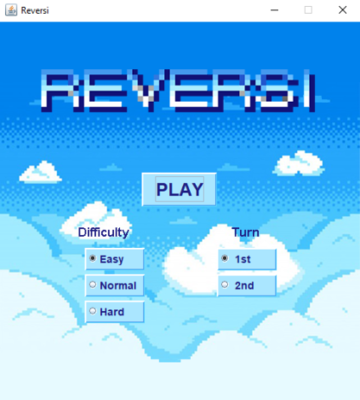 Reversi
REVERSI
PLAY
Difficulty
Turn
Easy
1st
Normal
2nd
Hard